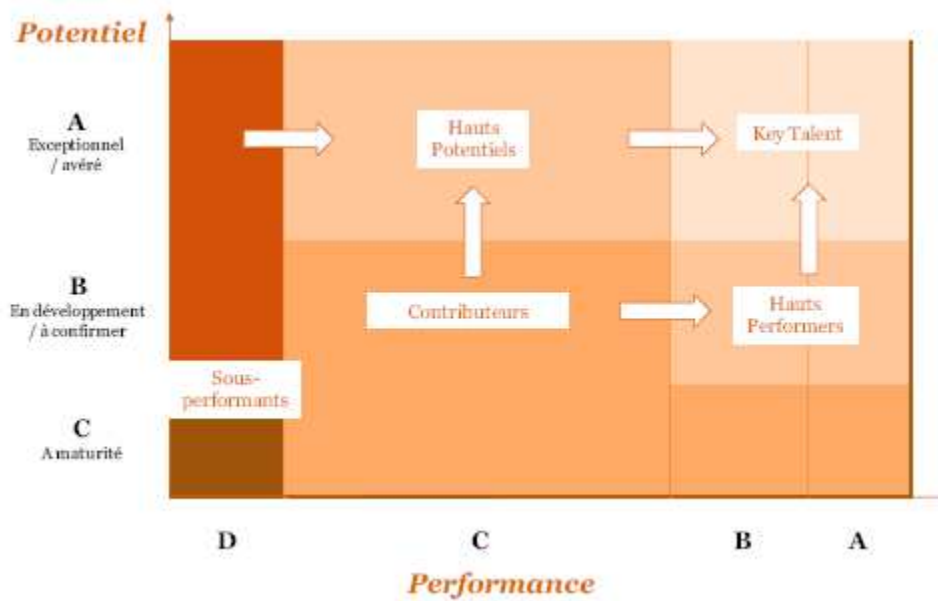 Potentiel
A
Exceptionnel
/ avéré
Hauts
Potentiels
Key Talent
B
En développement
/ à confirmer
Contributeurs
Hauts
Performers
Sous-
performants
C
A maturité
D
C
B
A
Performance